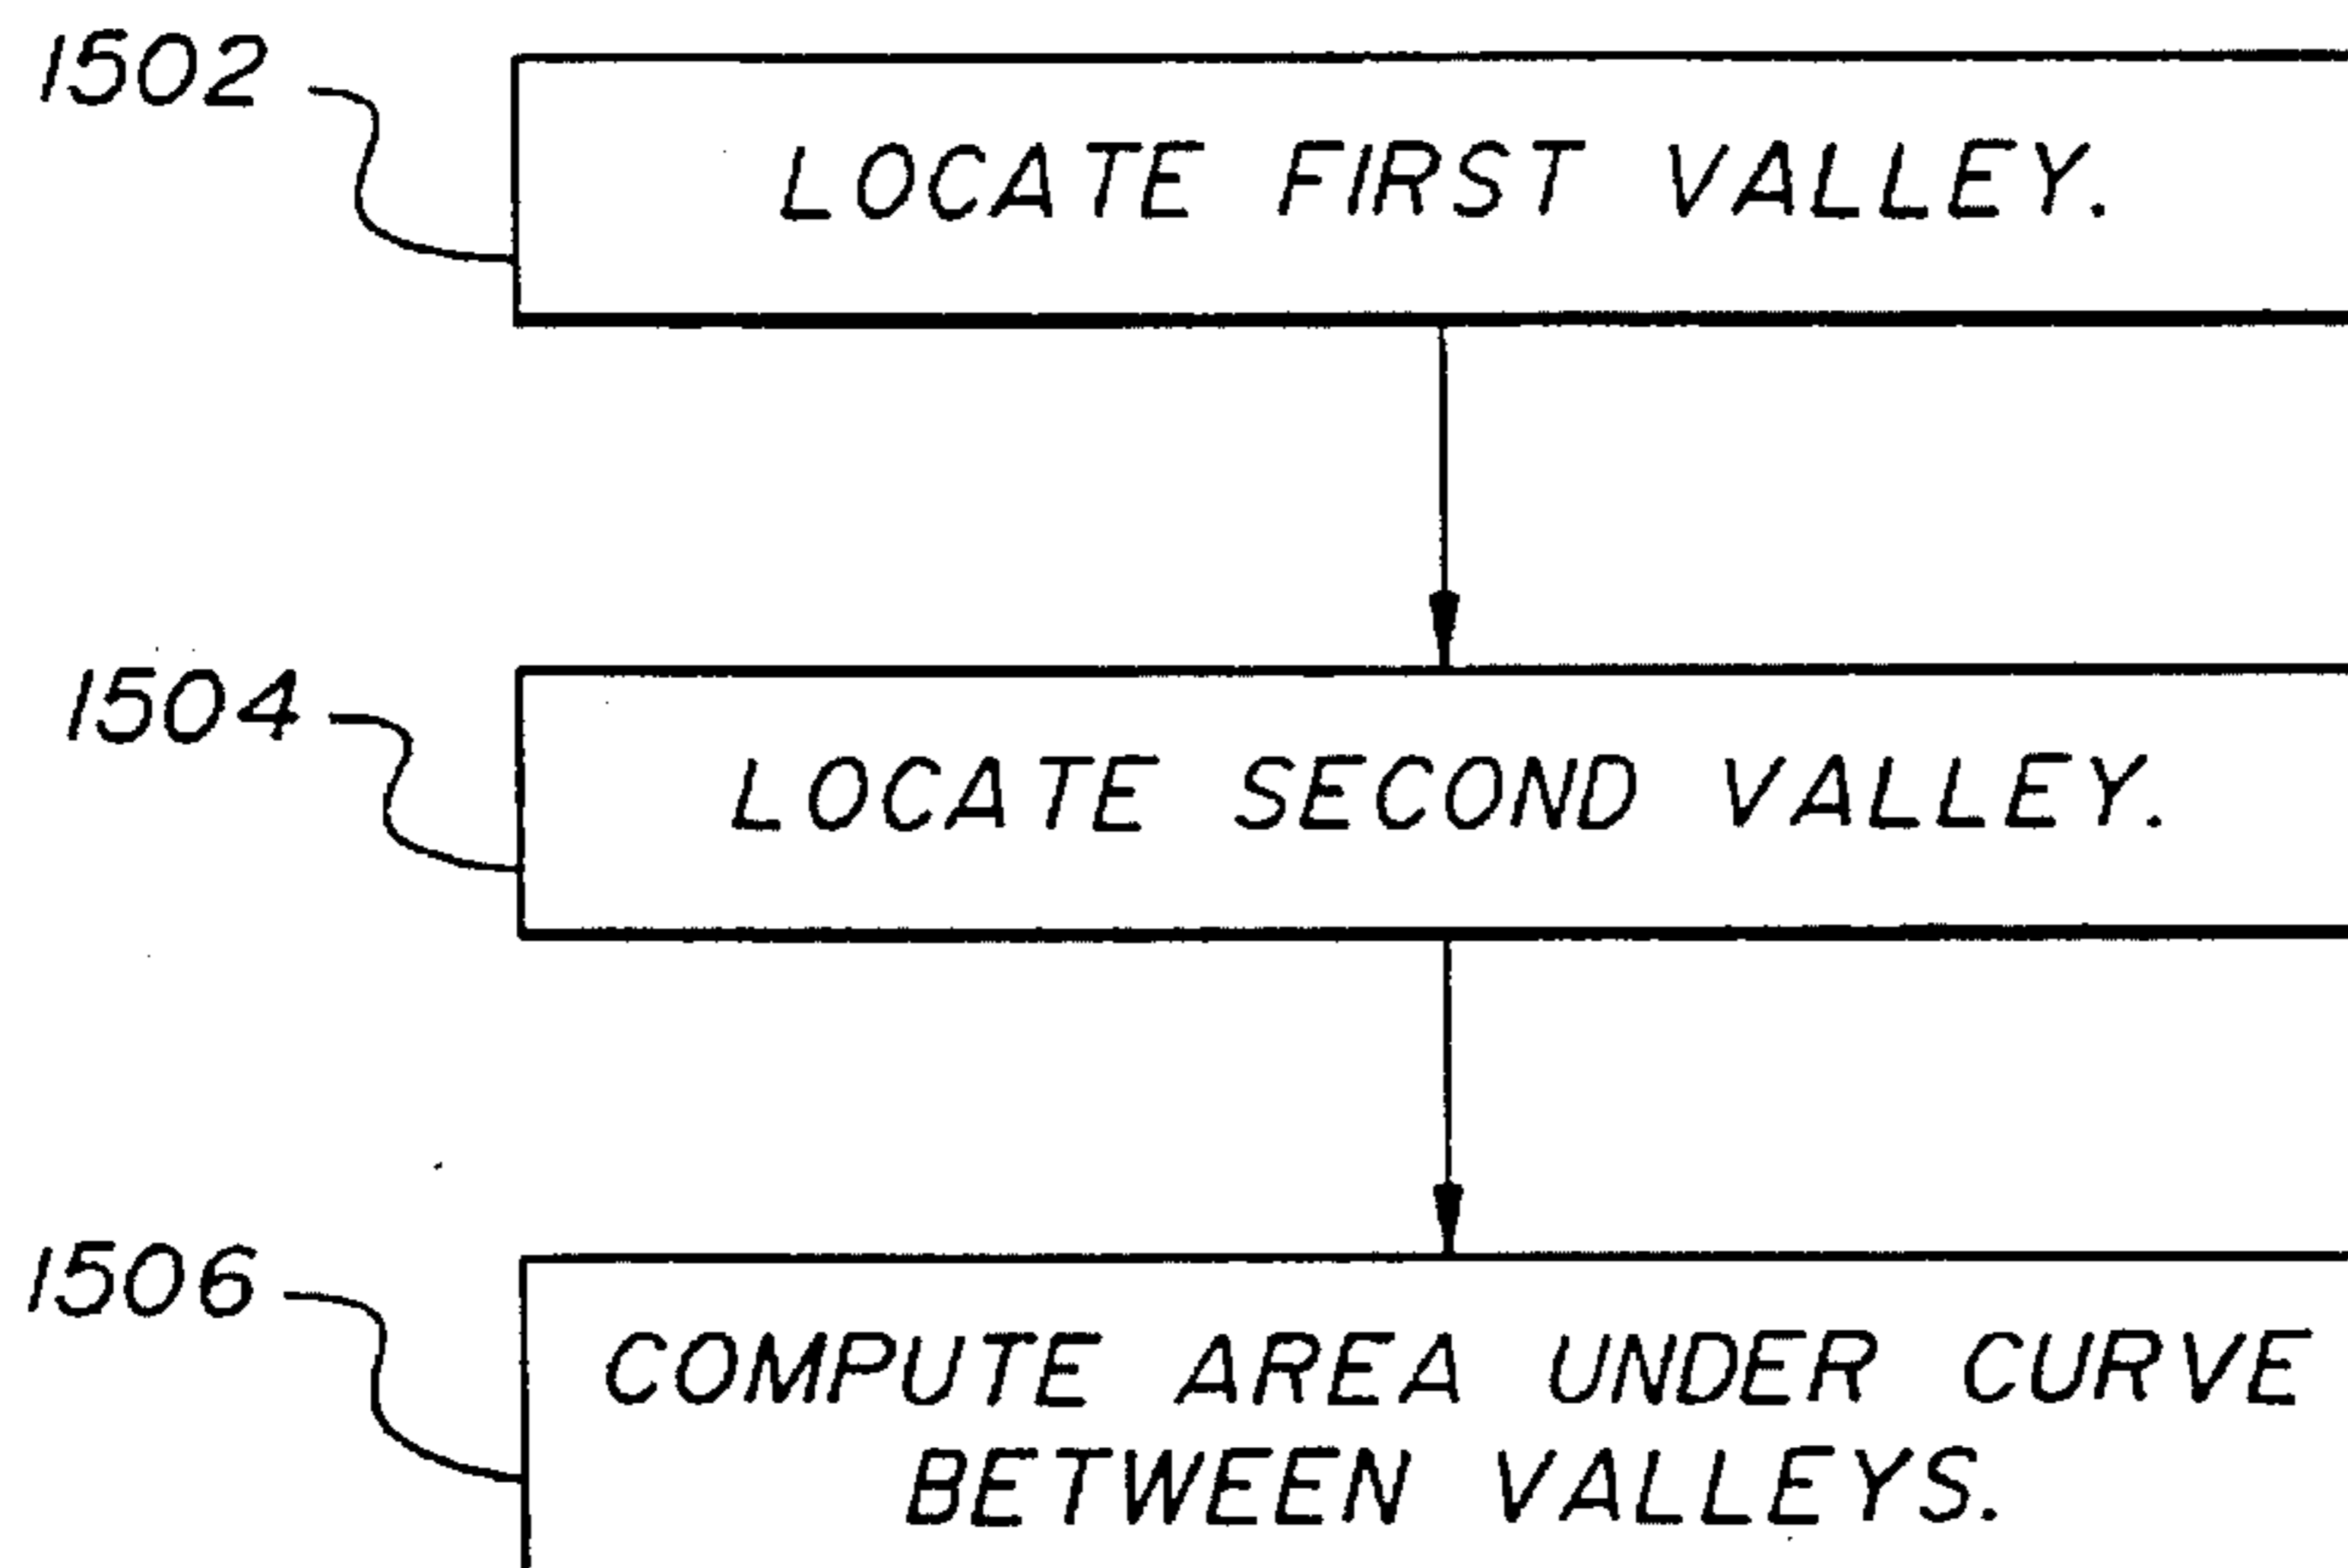 1502
LOCATE FIRST VALLEY.
1504
LOCATE SECOND VALLEY.
1506
COMPUTE AREA UNDER CURVE
BETWEEN VALLEYS.